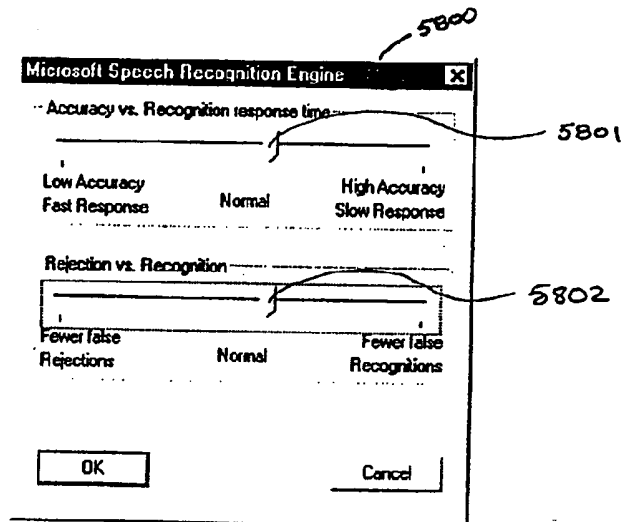 5800
Microsoft Speech Recognition Engine
Accuracy vs. Recognition response time
5801
Low Accuracy Normal High Accuracy
Fast Response Slow Response
Rejection vs. Recognition
5802
Fewer false Normal Fewer false
Rejections Recognitions
OK Cancel